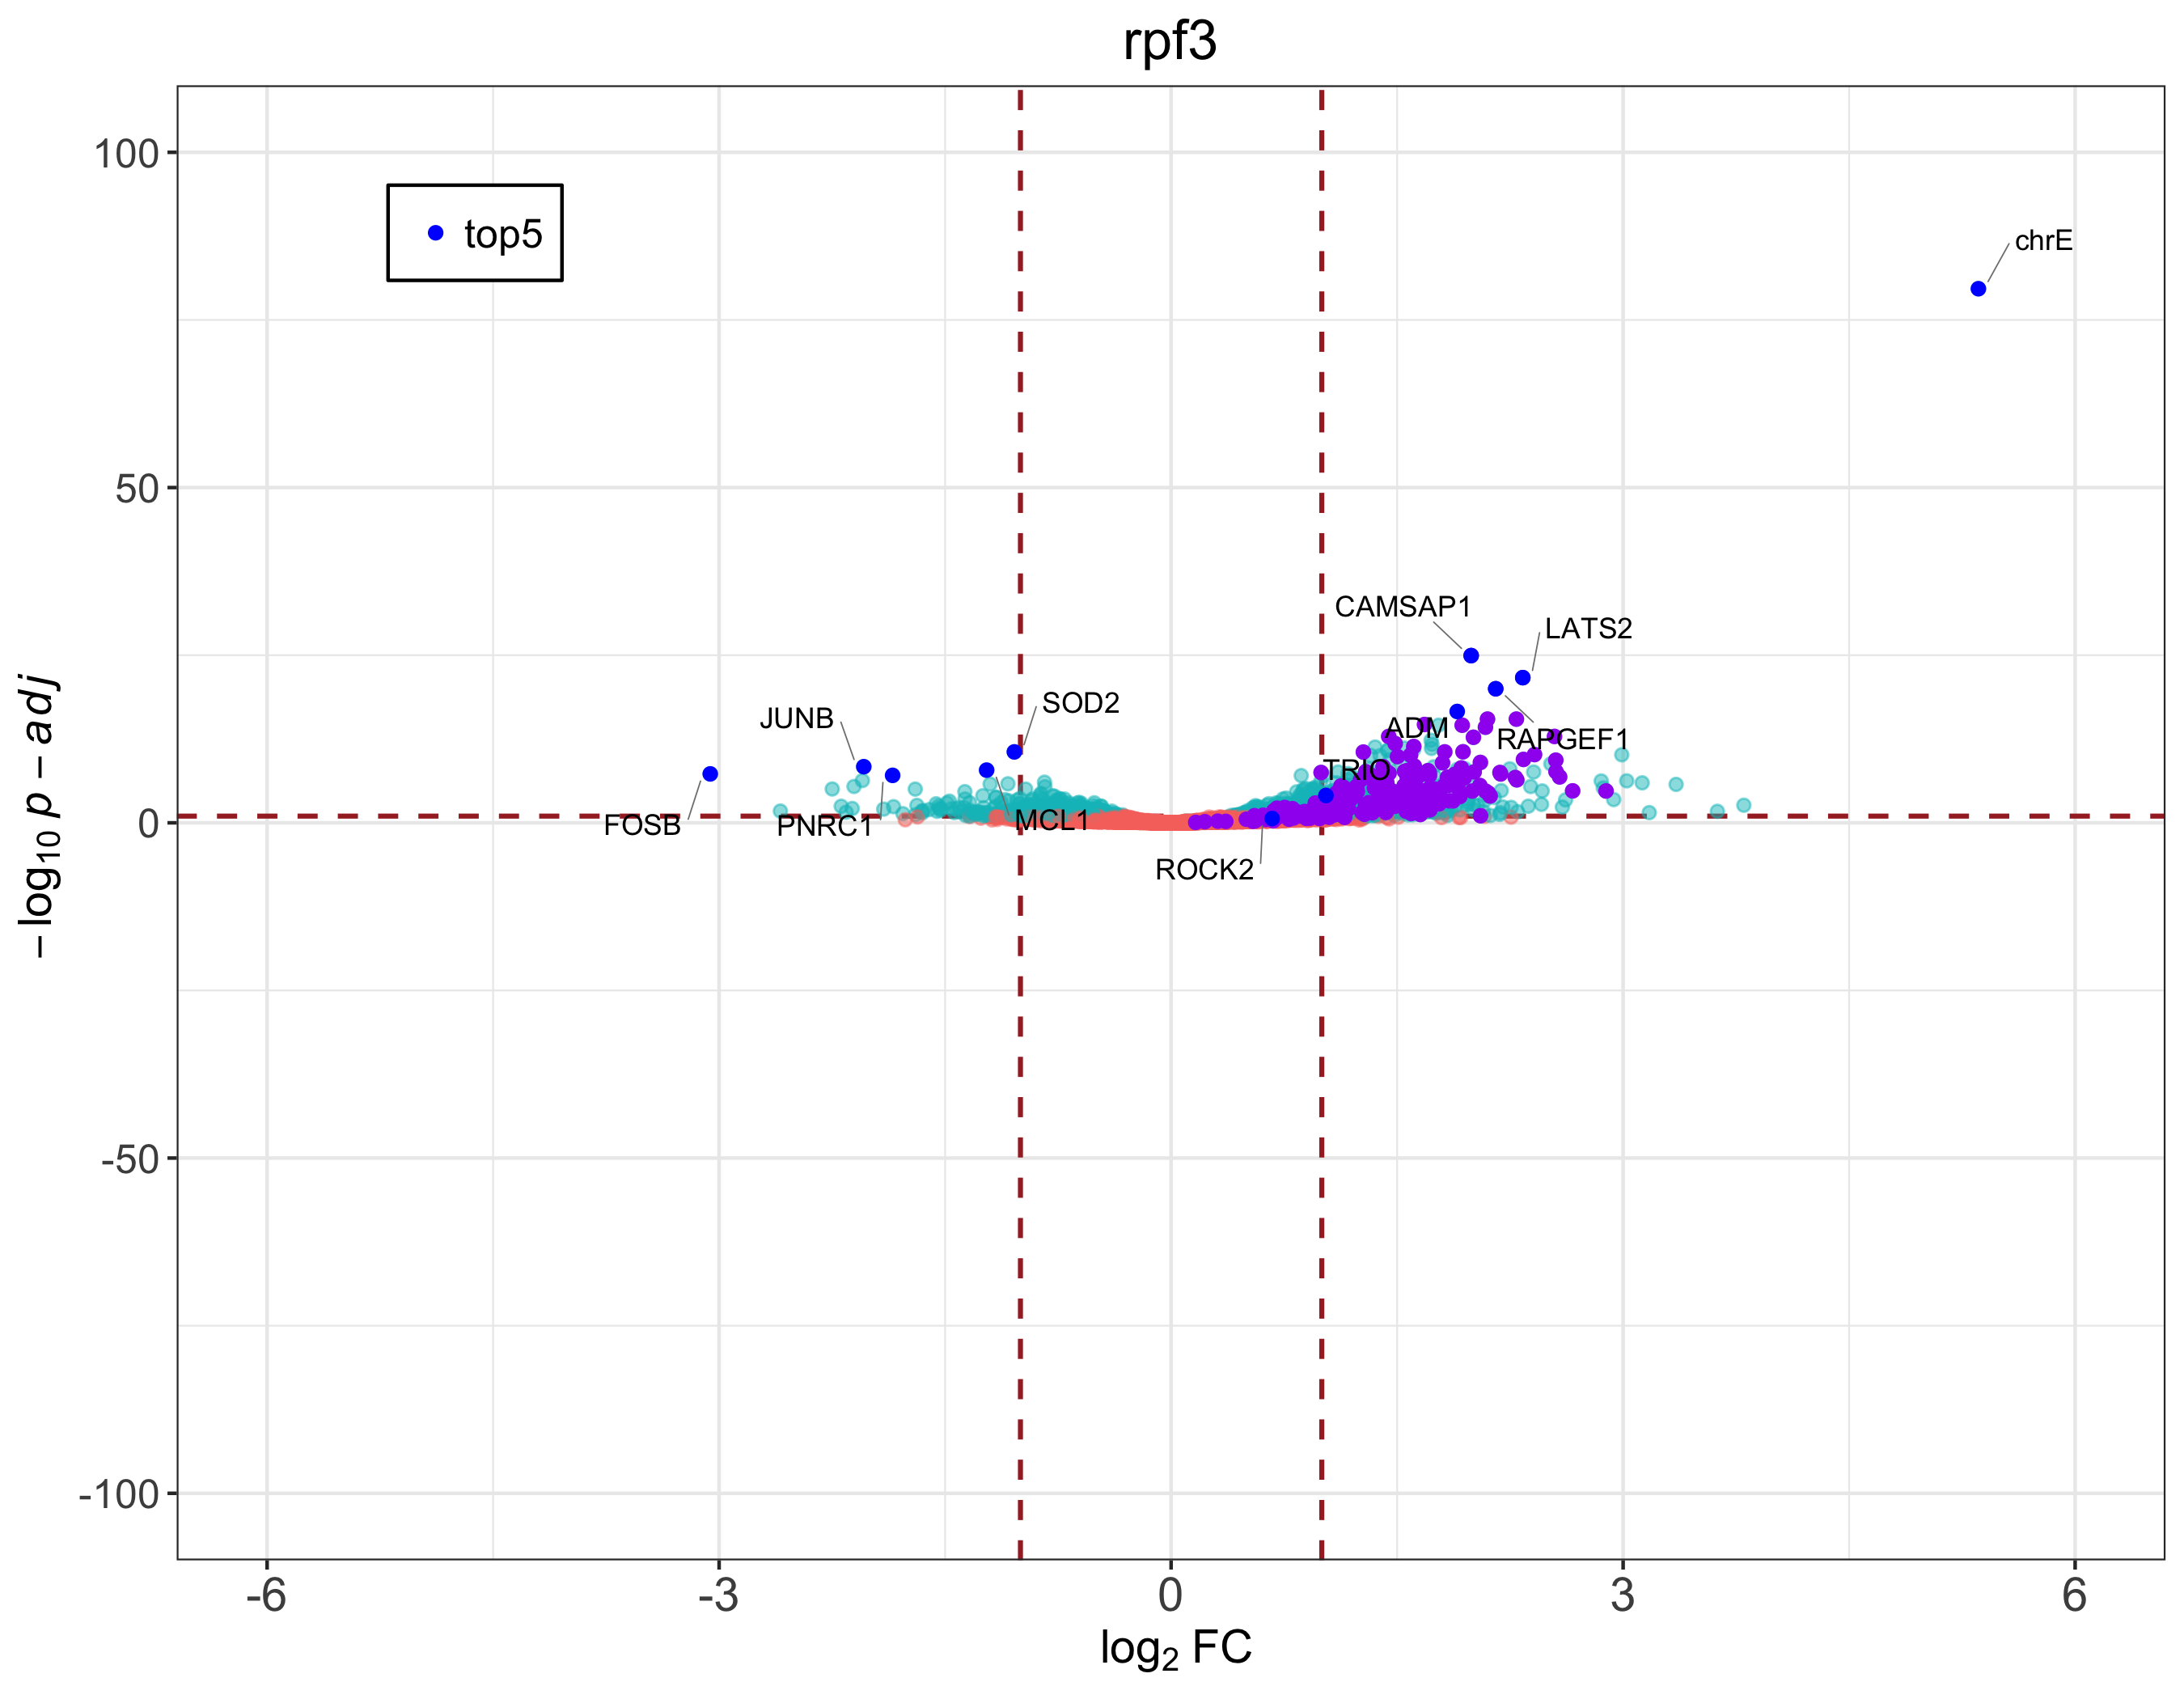 rpf3
100
50
0
-50
-100
− log10 p − adj
top5
chrE
CAMSAP1
LATS2
SOD2
JUNB
ADM
RAPGEF1
TRIO
FOSB
PNRC1
MCL1
ROCK2
-6 -3 0 3 6
log2 FC